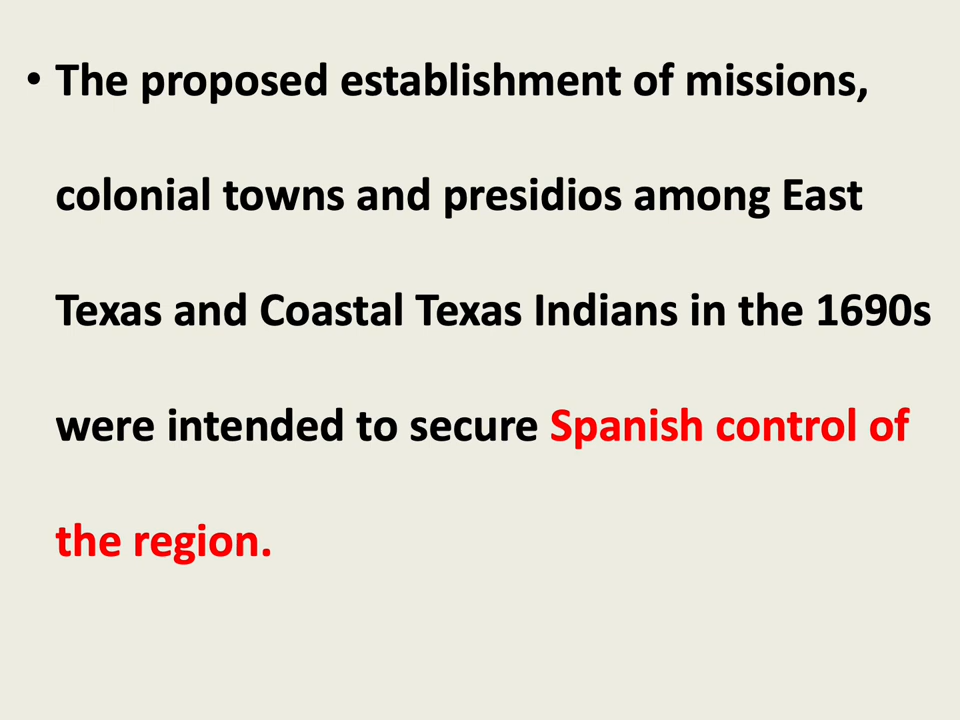 • The proposed establishment of missions,
colonial towns and presidios among East
Texas and Coastal Texas Indians in the 1690s
were intended to secure Spanish control of
the region.